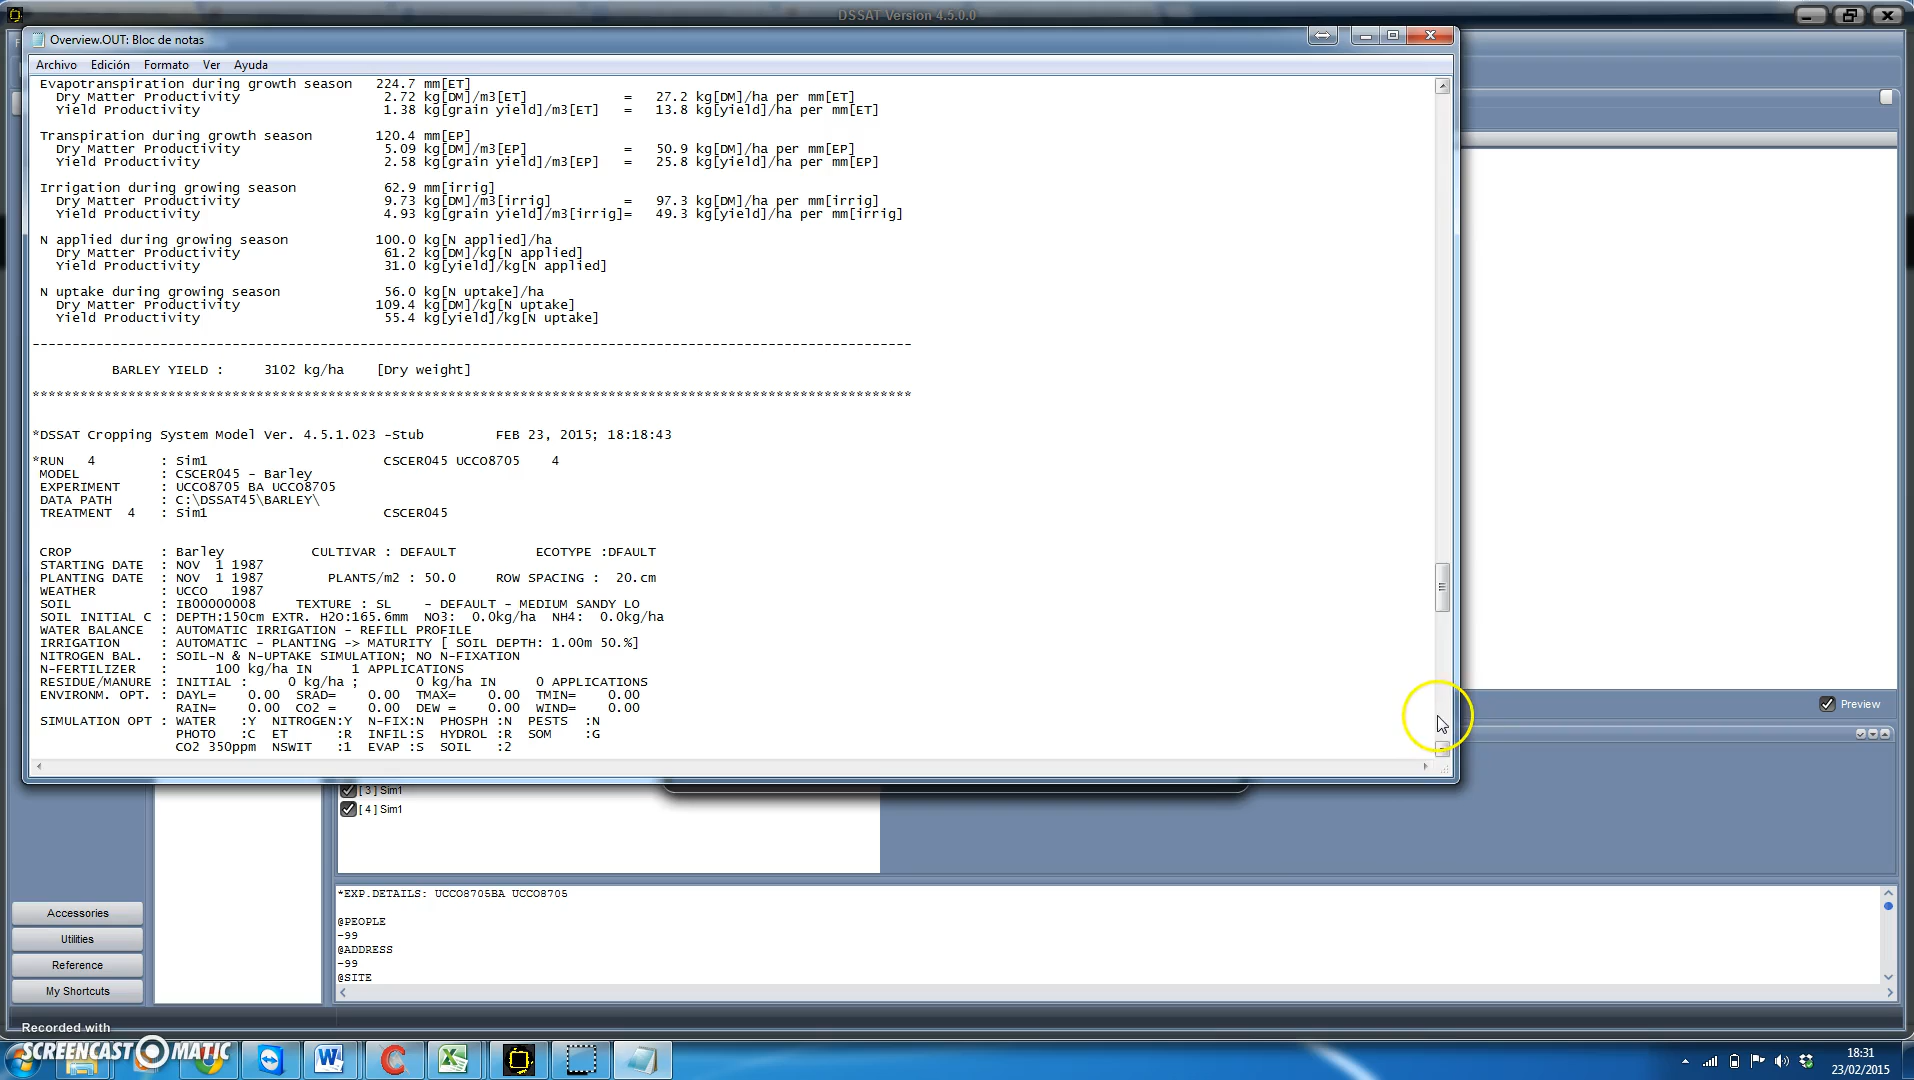 DSSAT Version 4.5.0.0
Overview.OUT: Bloc de notas
Archivo Edición Formato Ver Ayuda
Evapotranspiration during growth season 224.7 mm[ET]
Dry Matter Productivity 2.72 kg[DM]/m3[ET] = 27.2 kg[DM]/ha per mm[ET]
Yield Productivity 1.38 kg[grain yield]/m3[ET] = 13.8 kg[yield]/ha per mm[ET]
Transpiration during growth season 120.4 mm[EP]
Dry Matter Productivity 5.09 kg[DM]/m3[EP] = 50.9 kg[DM]/ha per mm[EP]
Yield Productivity 2.58 kg[grain yield]/m3[EP] = 25.8 kg[yield]/ha per mm[EP]
Irrigation during growing season 62.9 mm[irrig]
Dry Matter Productivity 9.73 kg[DM]/m3[irrig] = 97.3 kg[DM]/ha per mm[irrig]
Yield Productivity 4.93 kg[grain yield]/m3[irrig]= 49.3 kg[yield]/ha per mm[irrig]
N applied during growing season 100.0 kg[N applied]/ha
Dry Matter Productivity 61.2 kg[DM]/kg[N applied]
Yield Productivity 31.0 kg[yield]/kg[N applied]
N uptake during growing season 56.0 kg[N uptake]/ha
Dry Matter Productivity 109.4 kg[DM]/kg[N uptake]
Yield Productivity 55.4 kg[yield]/kg[N uptake]
--------------------------------------------------------------------------------------------------------------
BARLEY YIELD : 3102 kg/ha [Dry weight]
**************************************************************************************************************
*DSSAT Cropping System Model Ver. 4.5.1.023 -Stub FEB 23, 2015; 18:18:43
*RUN 4 : Sim1 CSCER045 UCCO8705 4
MODEL : CSCER045 - Barley
EXPERIMENT : UCCO8705 BA UCCO8705
DATA PATH : C:\DSSAT45\BARLEY\
TREATMENT 4 : Sim1 CSCER045
CROP : Barley CULTIVAR : DEFAULT ECOTYPE :DFAULT
STARTING DATE : NOV 1 1987
PLANTING DATE : NOV 1 1987 PLANTS/m2 : 50.0 ROW SPACING : 20.cm
WEATHER : UCCO 1987
SOIL : IB00000008 TEXTURE : SL - DEFAULT - MEDIUM SANDY LO
SOIL INITIAL C : DEPTH:150cm EXTR. H2O:165.6mm NO3: 0.0kg/ha NH4: 0.0kg/ha
WATER BALANCE : AUTOMATIC IRRIGATION - REFILL PROFILE
IRRIGATION : AUTOMATIC - PLANTING -> MATURITY [ SOIL DEPTH: 1.00m 50.%]
NITROGEN BAL. : SOIL-N & N-UPTAKE SIMULATION; NO N-FIXATION
N-FERTILIZER : 100 kg/ha IN 1 APPLICATIONS
RESIDUE/MANURE : INITIAL : 0 kg/ha ; 0 kg/ha IN 0 APPLICATIONS
ENVIRONM. OPT. : DAYL= 0.00 SRAD= 0.00 TMAX= 0.00 TMIN= 0.00
RAIN= 0.00 CO2 = 0.00 DEW = 0.00 WIND= 0.00
SIMULATION OPT : WATER :Y NITROGEN:Y N-FIX:N PHOSPH :N PESTS :N
PHOTO :C ET :R INFIL:S HYDROL :R SOM :G
CO2 350ppm NSWIT :1 EVAP :S SOIL :2
Preview
[ 3 ] Sim1
[ 4 ] Sim1
*EXP.DETAILS: UCCO8705BA UCCO8705
@PEOPLE
-99
@ADDRESS
-99
@SITE
Accessories
Utilities
Reference
My Shortcuts
Recorded with
SCREENCAST MATIC
18:31
23/02/2015